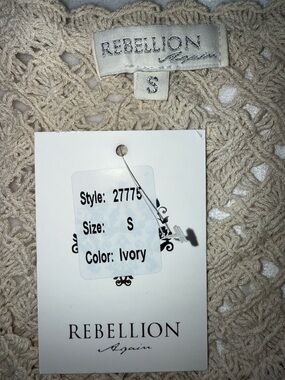 REBELLION
Again
S
Style: 27775
Size: S
Color: Ivory
REBELLION
Again